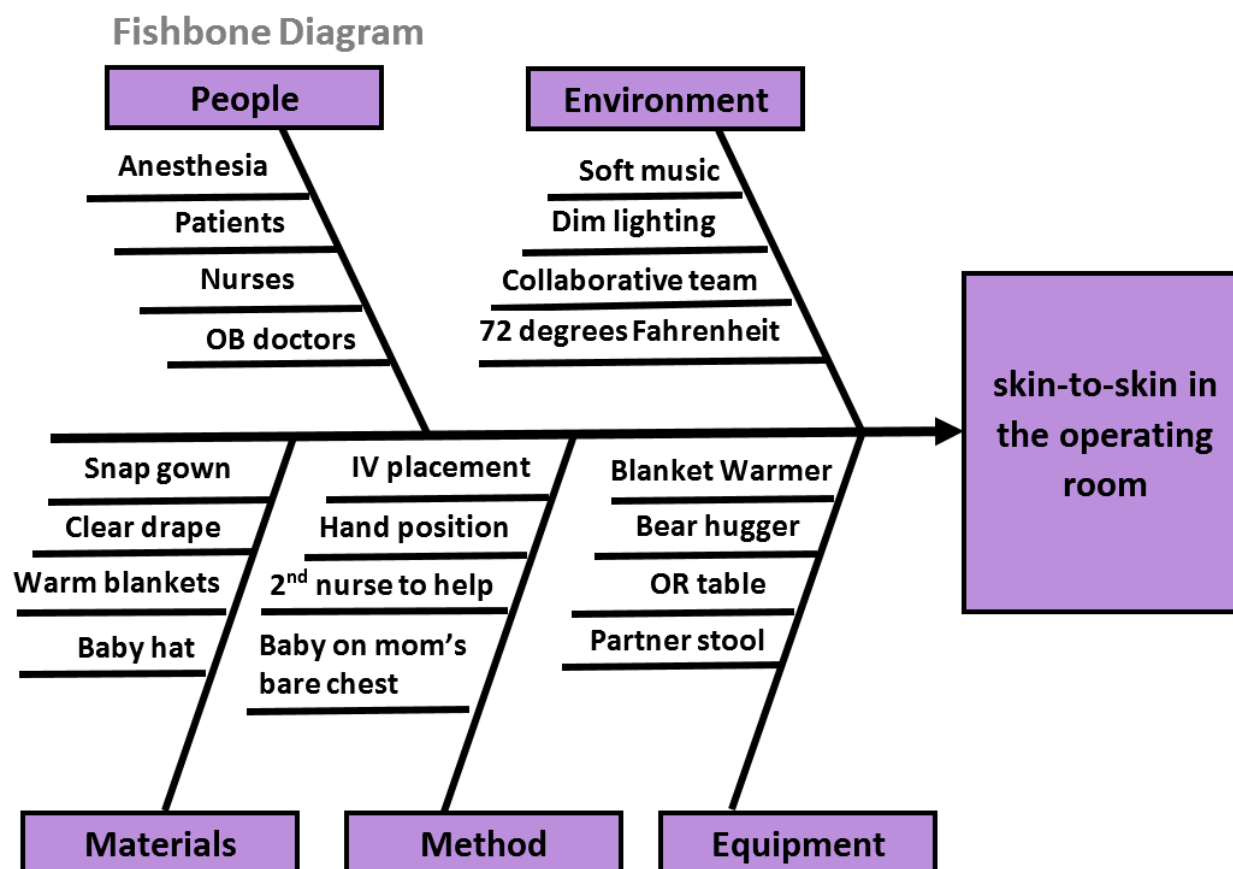 Fishbone Diagram
People
Environment
Anesthesia
Patients
Nurses
OB doctors
Soft music
Dim lighting
Collaborative team
72 degrees Fahrenheit
skin-to-skin in
the operating
room
Snap gown
Clear drape
Warm blankets
Baby hat
IV placement
Hand position
2nd nurse to help
Baby on mom's
bare chest
Blanket Warmer
Bear hugger
OR table
Partner stool
Materials
Method
Equipment